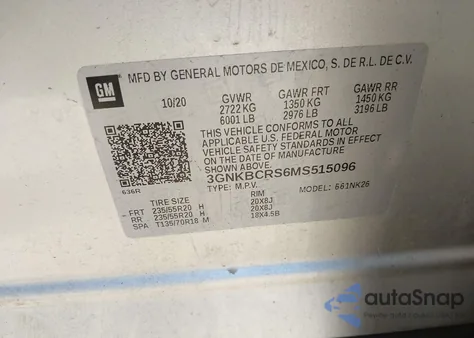 GM
MFD BY GENERAL MOTORS DE MEXICO, S. DE R.L. DE C.V.
10/20 GVWR GAWR FRT GAWR RR
2722 KG 1350 KG 1450 KG
6001 LB 2976 LB 3196 LB
THIS VEHICLE CONFORMS TO ALL
APPLICABLE U.S. FEDERAL MOTOR
VEHICLE SAFETY STANDARDS IN EFFECT
ON THE DATE OF MANUFACTURE SHOWN ABOVE.
3GNKBCRS6MS515096
TYPE: M.P.V. MODEL: 661NK26
636R
TIRE SIZE RIM
FRT 235/55R20 H 20X8J
RR 235/55R20 H 20X8J
SPA T135/70R18 M 18X4.5B
autoSnap